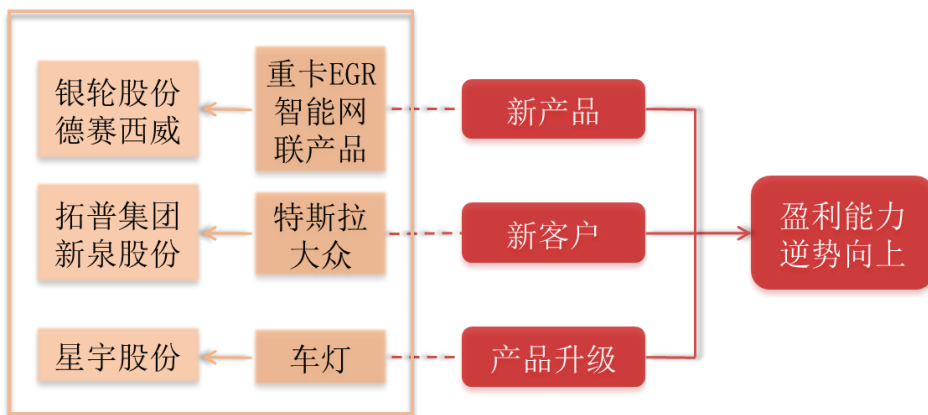 银轮股份
德赛西威
重卡EGR
智能网
联产品
新产品
拓普集团
新泉股份
特斯拉
大众
新客户
盈利能力
逆势向上
星宇股份
车灯
产品升级